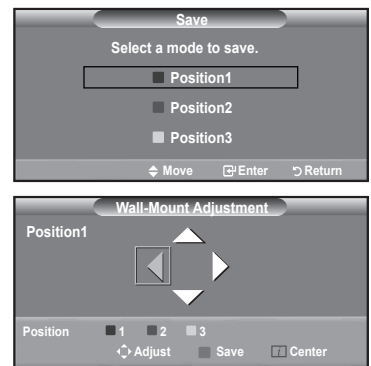 Save
Select a mode to save.
Position1
Position2
Position3
Move Enter Return
Wall-Mount Adjustment
Position1
Position 1 2 3
Adjust Save i Center